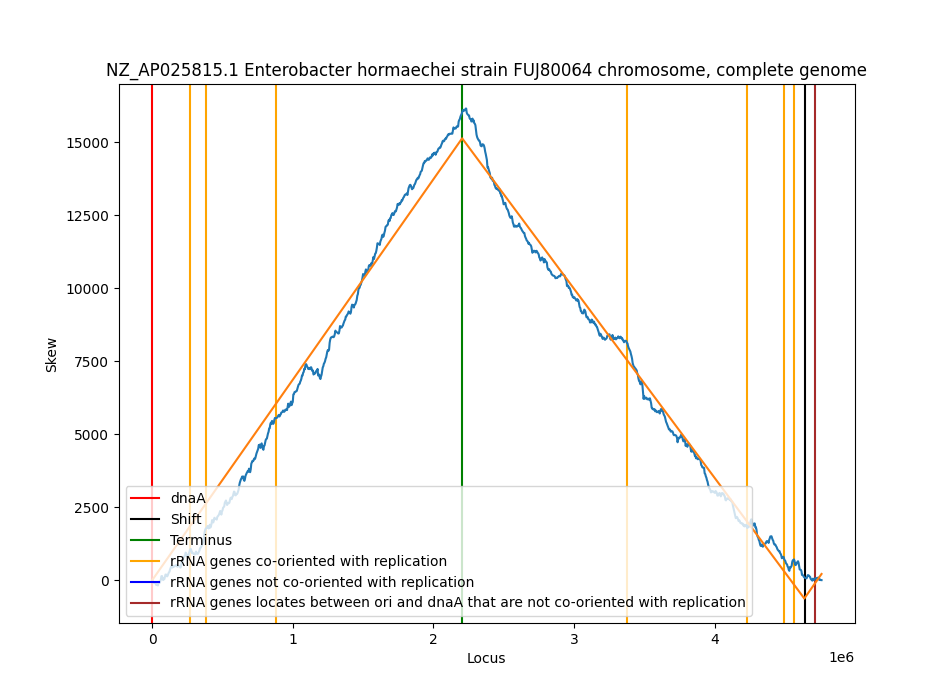 NZ_AP025815.1 Enterobacter hormaechei strain FUJ80064 chromosome, complete genome
15000
12500
10000
7500
5000
2500
0
Skew
dnaA
Shift
Terminus
rRNA genes co-oriented with replication
rRNA genes not co-oriented with replication
rRNA genes locates between ori and dnaA that are not co-oriented with replication
0 1 2 3 4
1e6
Locus